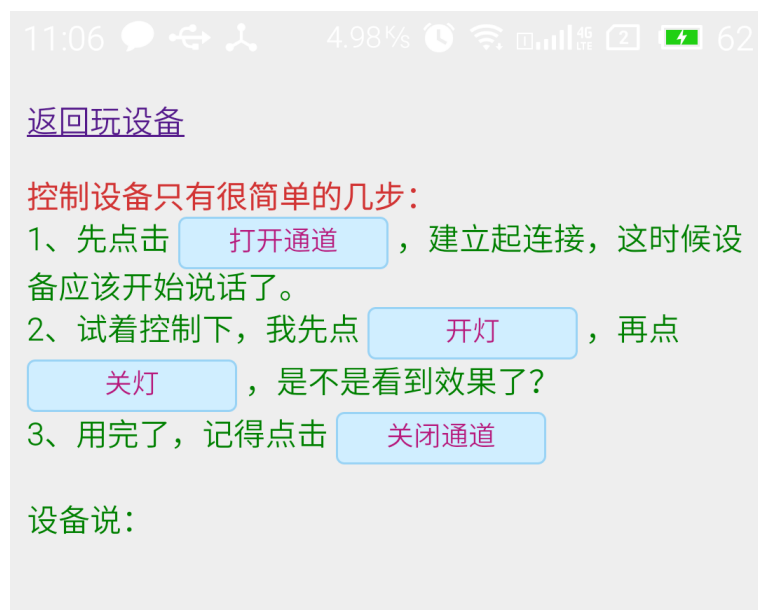 11:06 4.98 K/s 4G LTE 2 62
返回玩设备
控制设备只有很简单的几步：
1、先点击 打开通道 ，建立起连接，这时候设
备应该开始说话了。
2、试着控制下，我先点 开灯 ，再点
关灯 ，是不是看到效果了？
3、用完了，记得点击 关闭通道
设备说：